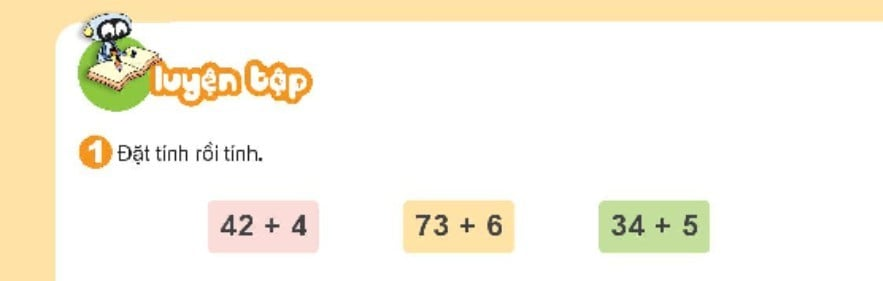 luyện tập
1 Đặt tính rồi tính.
42 + 4 73 + 6 34 + 5